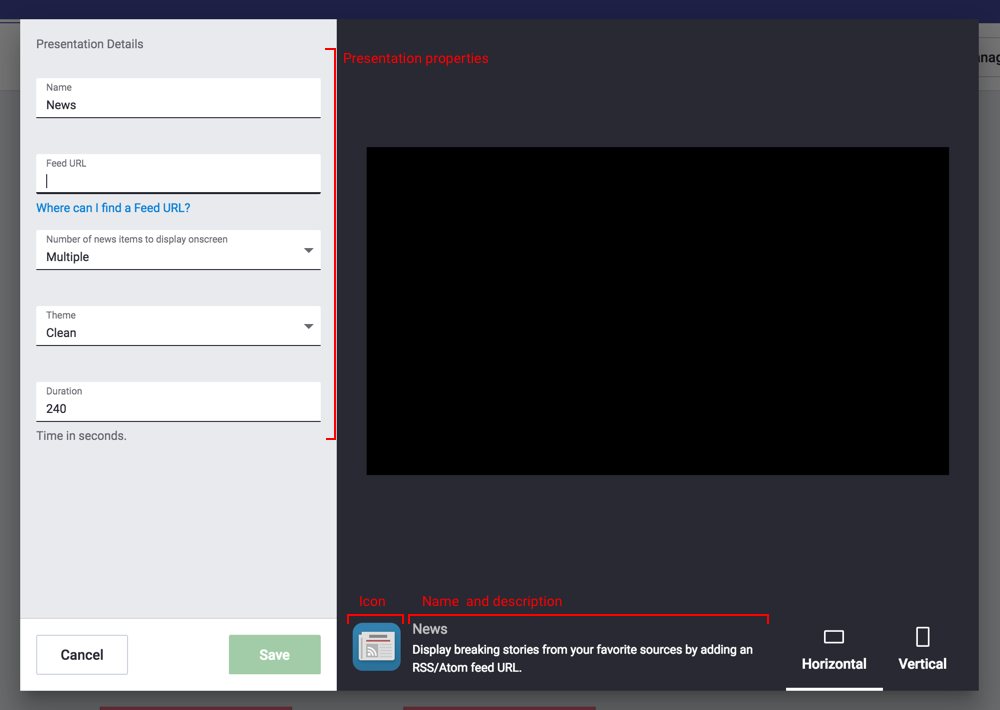 Presentation Details
Presentation properties
Name
News
Feed URL
Where can I find a Feed URL?
Number of news items to display onscreen
Multiple
Theme
Clean
Duration
240
Time in seconds.
Cancel
Save
Icon
Name and description
News
Display breaking stories from your favorite sources by adding an
RSS/Atom feed URL.
Horizontal
Vertical